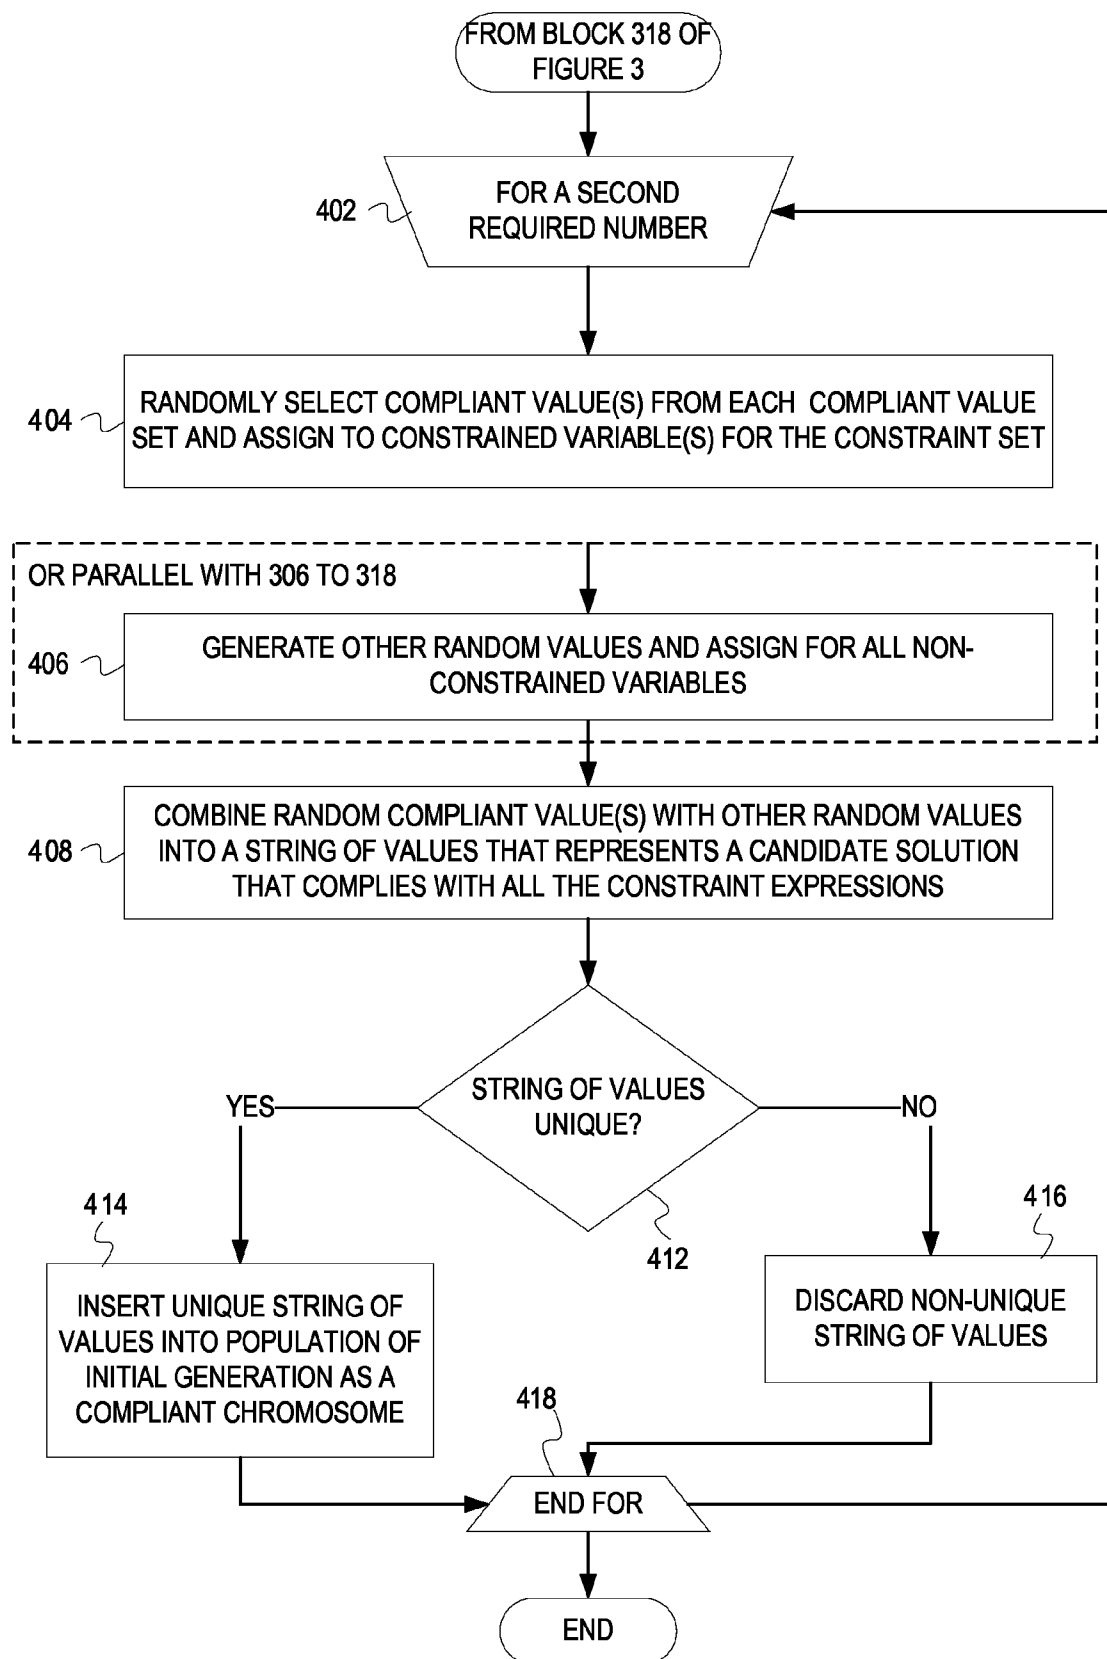 FROM BLOCK 318 OF
FIGURE 3
FOR A SECOND
REQUIRED NUMBER
402
RANDOMLY SELECT COMPLIANT VALUE(S) FROM EACH COMPLIANT VALUE
SET AND ASSIGN TO CONSTRAINED VARIABLE(S) FOR THE CONSTRAINT SET
404
OR PARALLEL WITH 306 TO 318
GENERATE OTHER RANDOM VALUES AND ASSIGN FOR ALL NON-
CONSTRAINED VARIABLES
406
COMBINE RANDOM COMPLIANT VALUE(S) WITH OTHER RANDOM VALUES
INTO A STRING OF VALUES THAT REPRESENTS A CANDIDATE SOLUTION
THAT COMPLIES WITH ALL THE CONSTRAINT EXPRESSIONS
408
STRING OF VALUES
UNIQUE?
YES
NO
412
414
INSERT UNIQUE STRING OF
VALUES INTO POPULATION OF
INITIAL GENERATION AS A
COMPLIANT CHROMOSOME
416
DISCARD NON-UNIQUE
STRING OF VALUES
418
END FOR
END